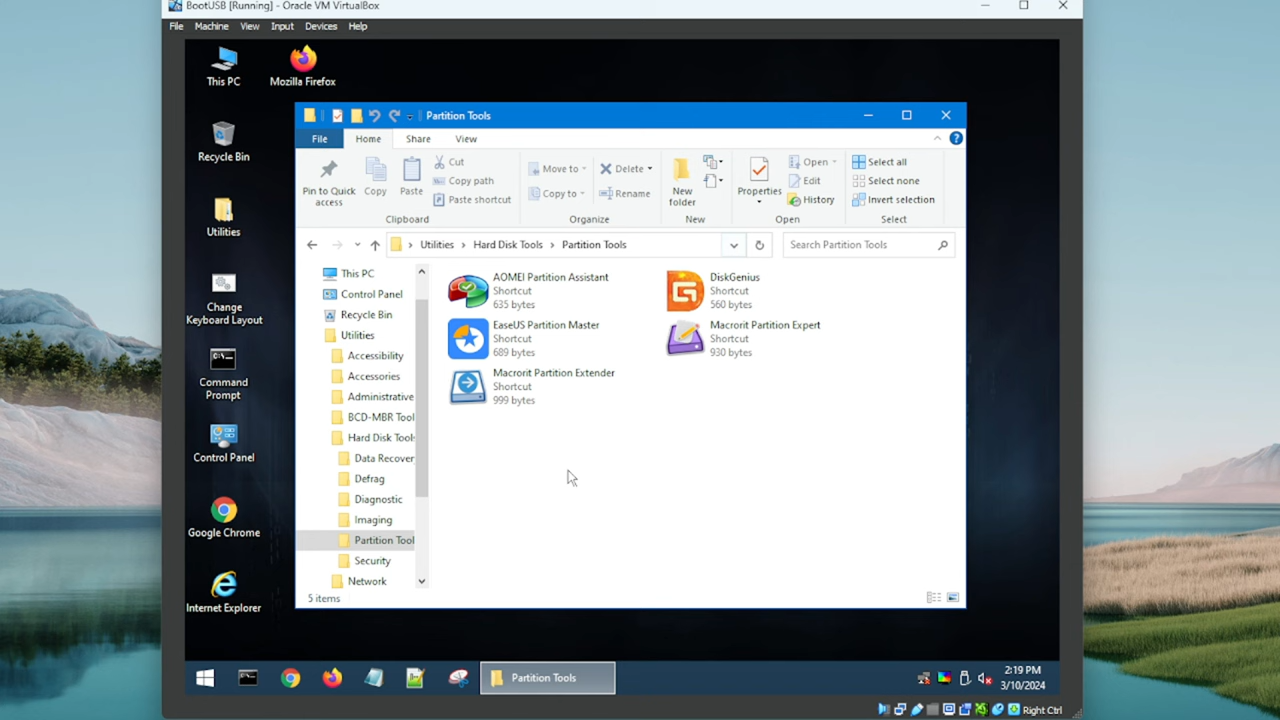 BootUSB [Running] - Oracle VM VirtualBox
File Machine View Input Devices Help
This PC
Mozilla Firefox
Recycle Bin
Utilities
Change
Keyboard Layout
Command
Prompt
Control Panel
Google Chrome
Internet Explorer
Partition Tools
File Home Share View
Pin to Quick
access
Copy
Paste
Cut
Copy path
Paste shortcut
Clipboard
Move to
Copy to
Delete
Rename
Organize
New
folder
New
Properties
Open
Edit
History
Open
Select all
Select none
Invert selection
Select
Utilities > Hard Disk Tools > Partition Tools
Search Partition Tools
This PC
Control Panel
Recycle Bin
Utilities
Accessibility
Accessories
Administrative
BCD-MBR Tool
Hard Disk Tools
Data Recover
Defrag
Diagnostic
Imaging
Partition Tool
Security
Network
AOMEI Partition Assistant
Shortcut
635 bytes
DiskGenius
Shortcut
560 bytes
EaseUS Partition Master
Shortcut
689 bytes
Macrorit Partition Expert
Shortcut
930 bytes
Macrorit Partition Extender
Shortcut
999 bytes
5 items
Partition Tools
2:19 PM
3/10/2024
Right Ctrl